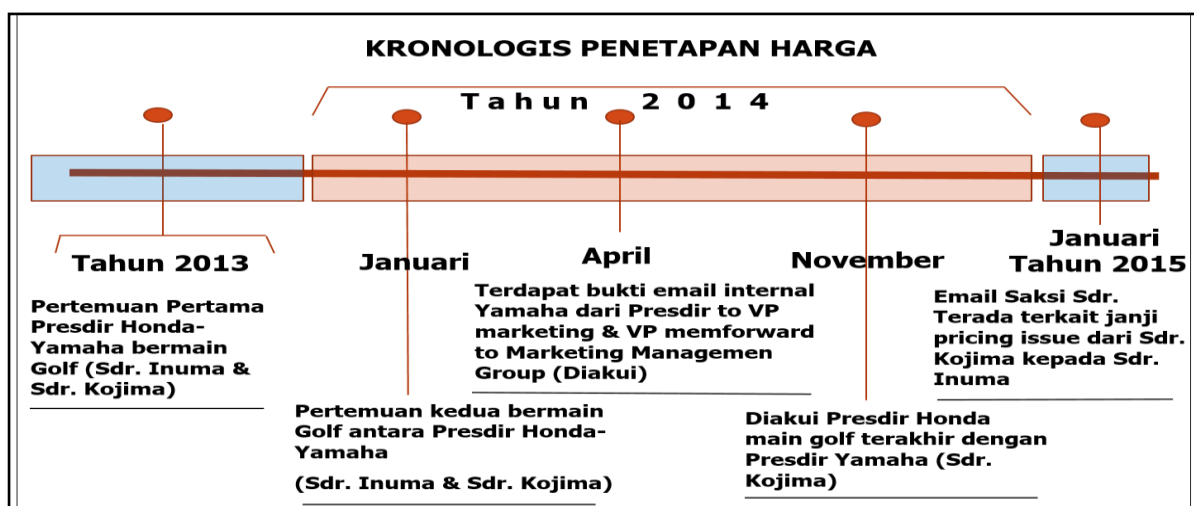 KRONOLOGIS PENETAPAN HARGA
Tahun 2014
Tahun 2013
Pertemuan Pertama
Presdir Honda-
Yamaha bermain
Golf (Sdr. Inuma &
Sdr. Kojima)
Januari
Pertemuan kedua bermain
Golf antara Presdir Honda-
Yamaha
(Sdr. Inuma & Sdr. Kojima)
April
Terdapat bukti email internal
Yamaha dari Presdir to VP
marketing & VP memforward
to Marketing Managemen
Group (Diakui)
November
Diakui Presdir Honda
main golf terakhir dengan
Presdir Yamaha (Sdr.
Kojima)
Januari
Tahun 2015
Email Saksi Sdr.
Terada terkait janji
pricing issue dari Sdr.
Kojima kepada Sdr.
Inuma